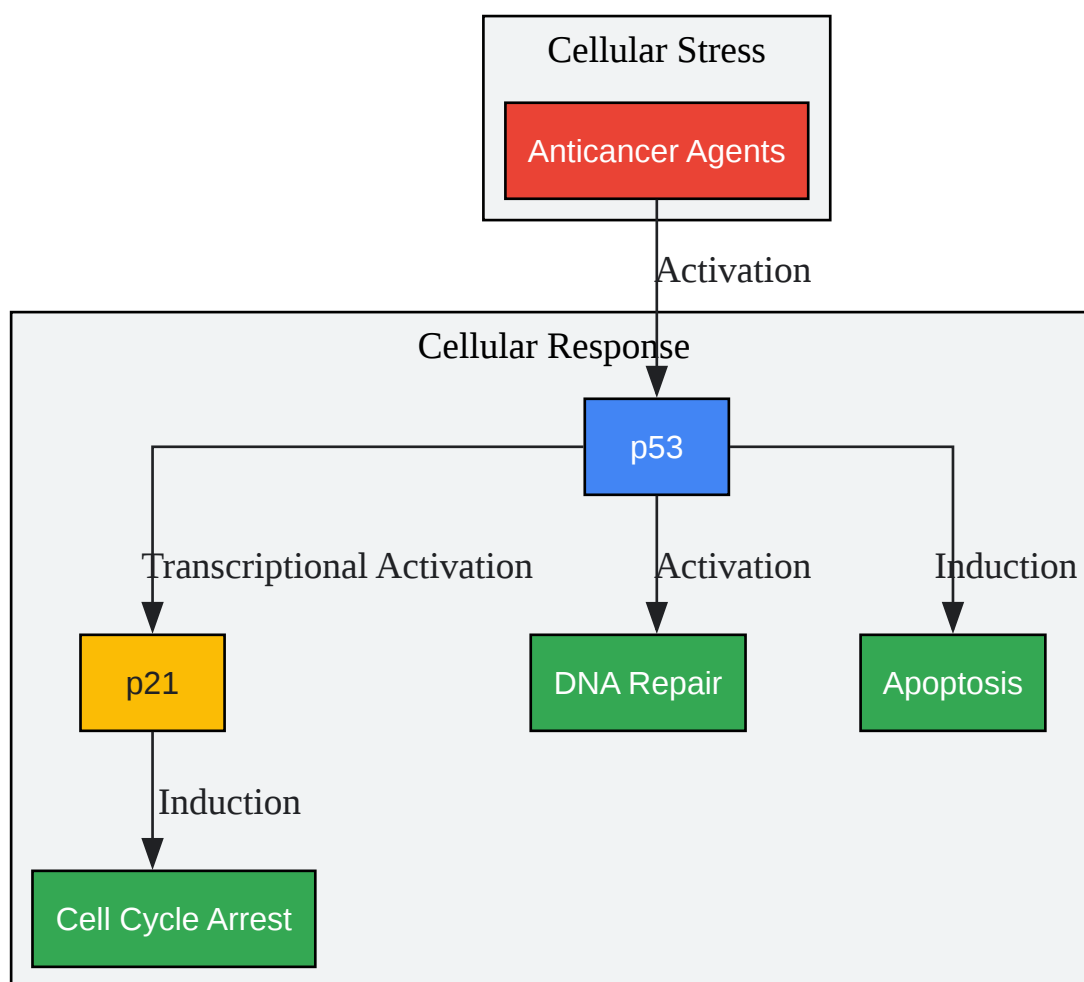 Cellular Stress
Anticancer Agents
Activation
Cellular Response
p53
Transcriptional Activation
Activation
Induction
p21
DNA Repair
Apoptosis
Induction
Cell Cycle Arrest